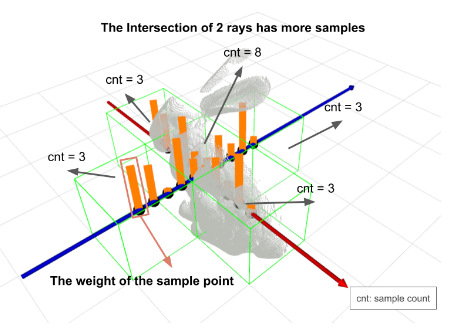 The Intersection of 2 rays has more samples
cnt = 8
cnt = 3
cnt = 3
cnt = 3
cnt = 3
The weight of the sample point
cnt: sample count